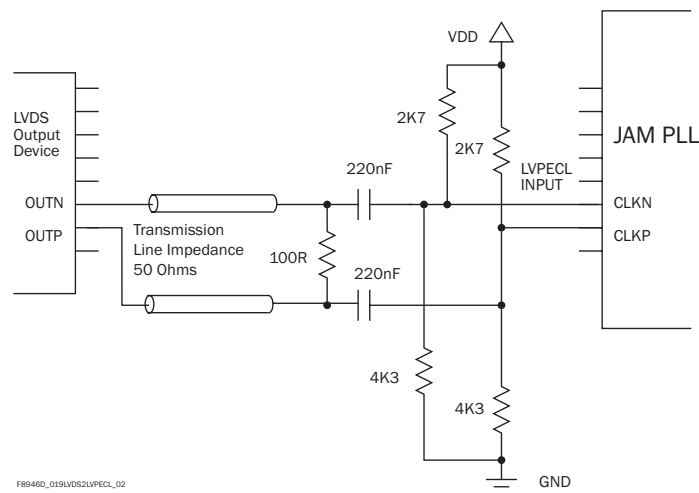 VDD
LVDS
Output
Device
2K7
2K7
JAM PLL
220nF
LVPECL
INPUT
OUTN
CLKN
OUTP
CLKP
Transmission
Line Impedance
50 Ohms
100R
220nF
4K3
4K3
GND
F8946D_019LVDS2LVPECL_02